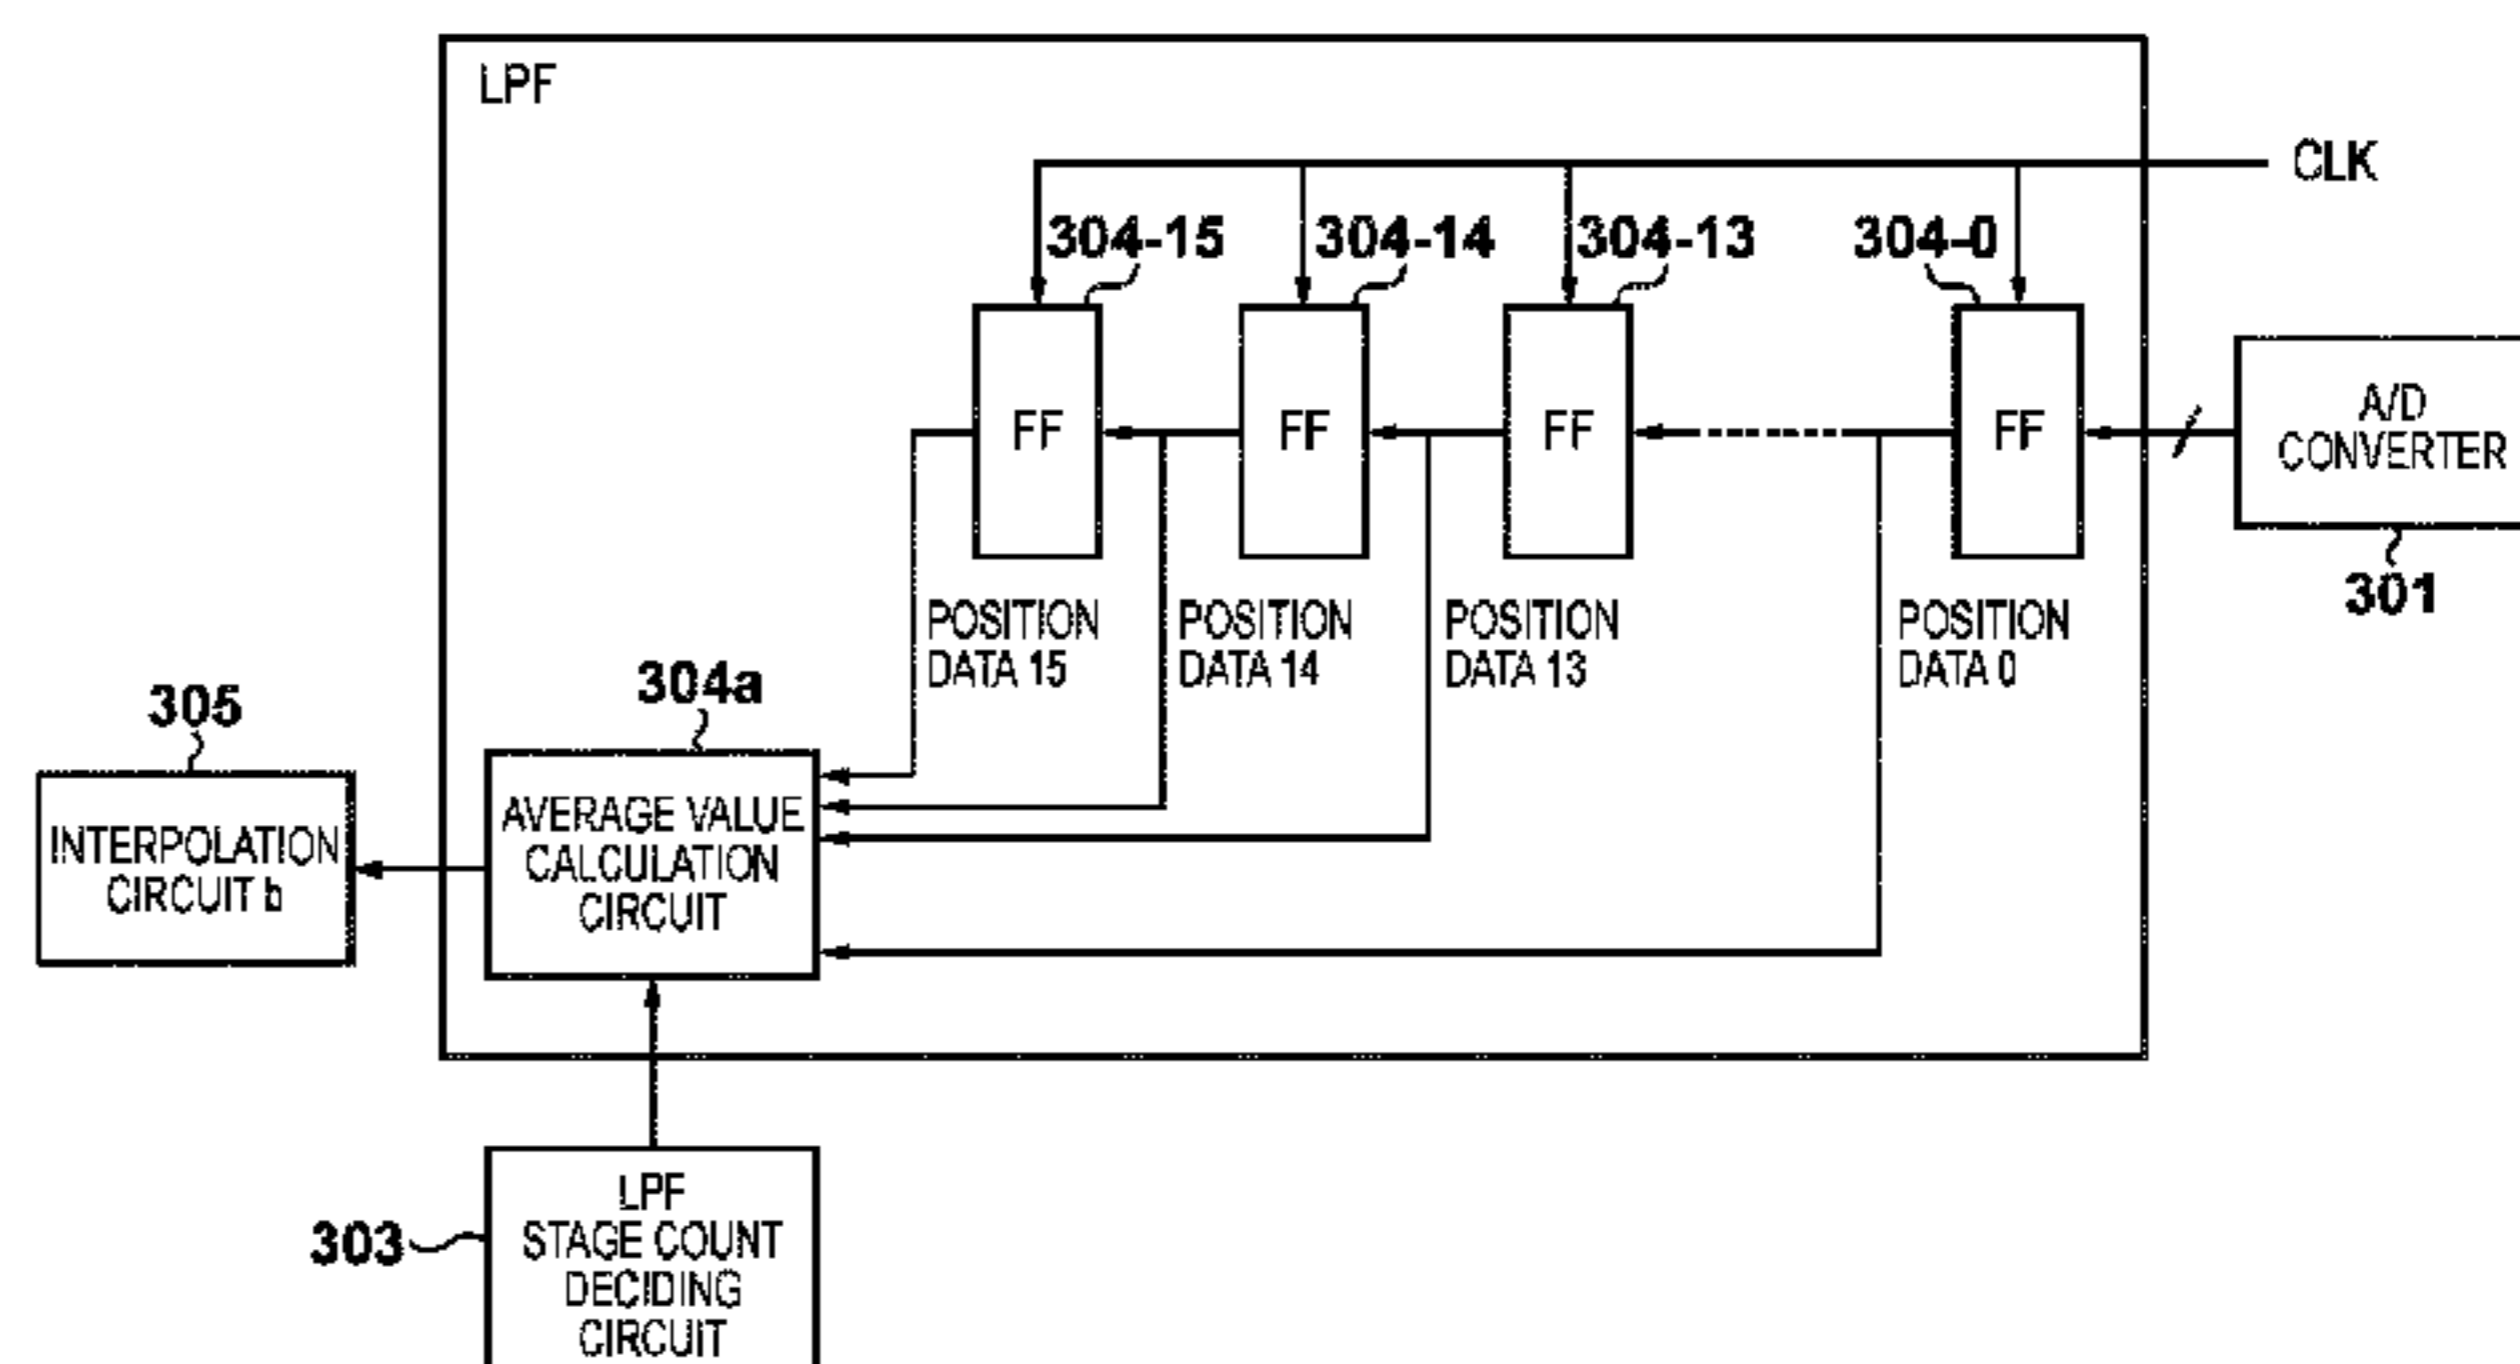 LPF
CLK
304-15
304-14
304-13
304-0
FF
FF
FF
FF
A/D
CONVERTER
301
POSITION
DATA 15
POSITION
DATA 14
POSITION
DATA 13
POSITION
DATA 0
305
304a
INTERPOLATION
CIRCUIT b
AVERAGE VALUE
CALCULATION
CIRCUIT
303
LPF
STAGE COUNT
DECIDING
CIRCUIT